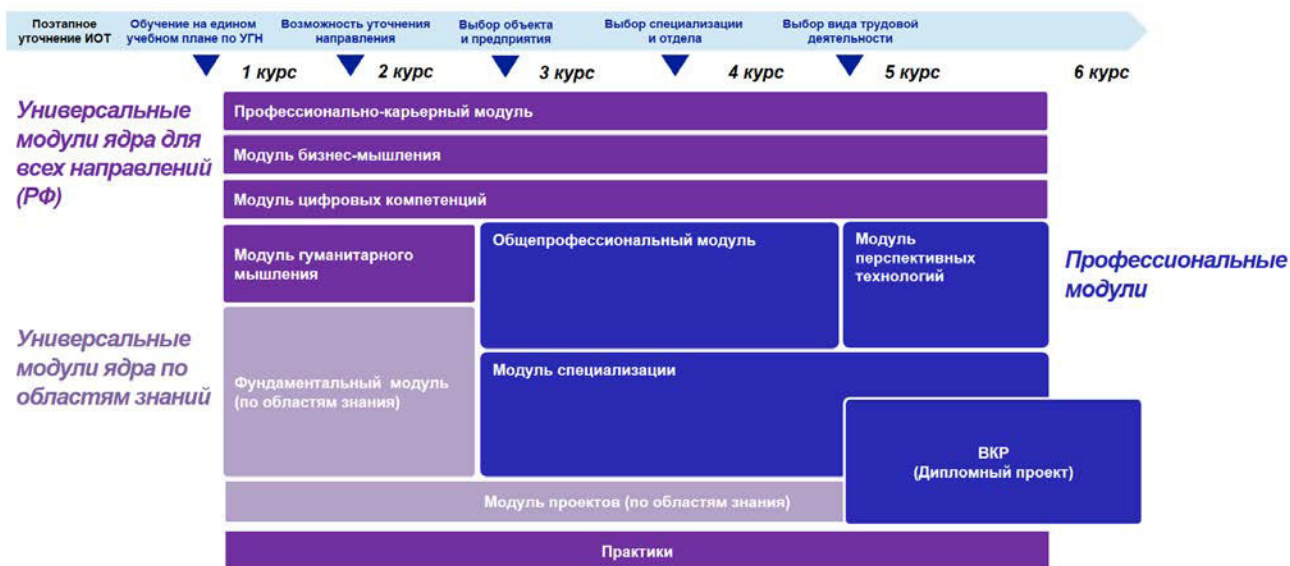 Поэтапное
уточнение ИОТ
Обучение на едином
учебном плане по УГН
Возможность уточнения
направления
Выбор объекта
и предприятия
Выбор специализации
и отдела
Выбор вида трудовой
деятельности
1 курс
2 курс
3 курс
4 курс
5 курс
6 курс
Универсальные
модули ядра для
всех направлений
(РФ)
Профессионально-карьерный модуль
Модуль бизнес-мышления
Модуль цифровых компетенций
Модуль гуманитарного
мышления
Общепрофессиональный модуль
Модуль
перспективных
технологий
Профессиональные
модули
Универсальные
модули ядра по
областям знаний
Фундаментальный модуль
(по областям знания)
Модуль специализации
ВКР
(Дипломный проект)
Модуль проектов (по областям знания)
Практики